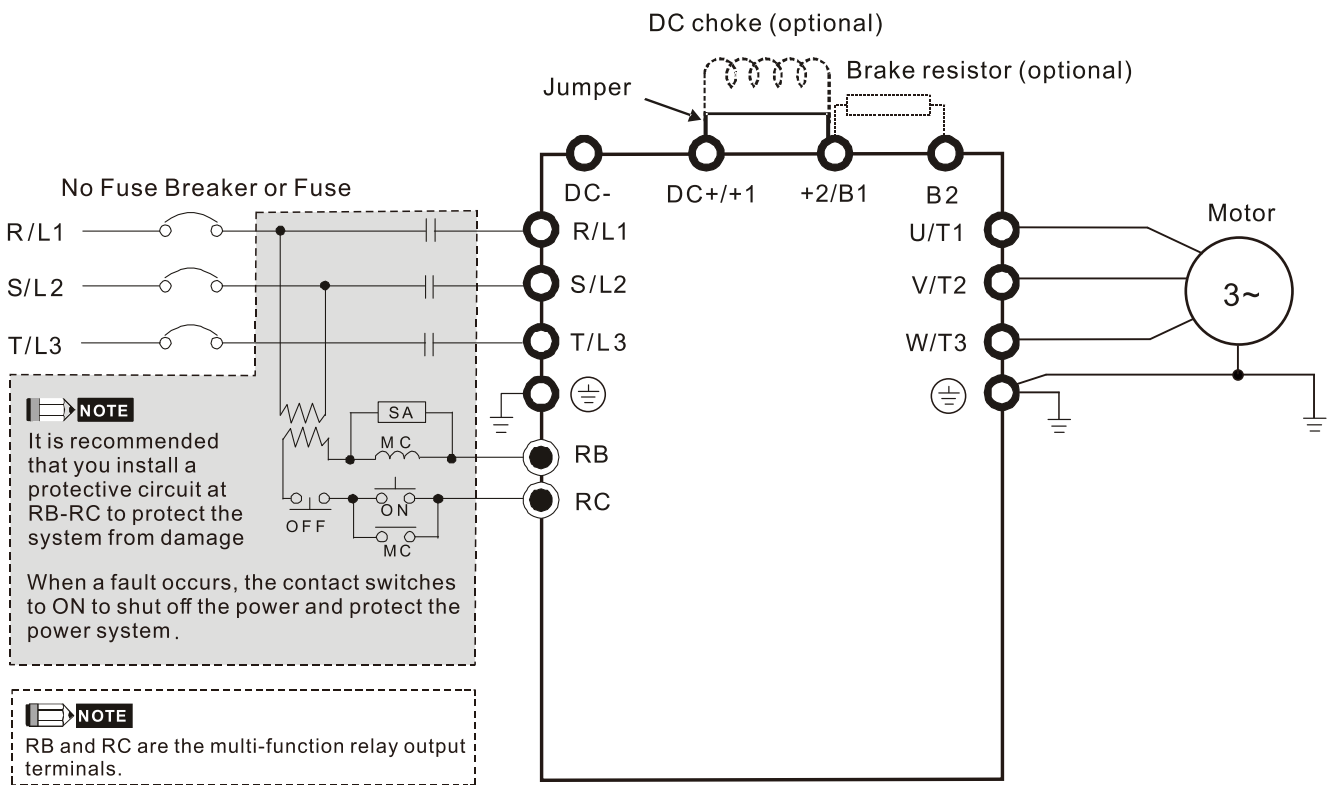 DC choke (optional)
Jumper
Brake resistor (optional)
No Fuse Breaker or Fuse
DC-
DC+/+1
+2/B1
B2
Motor
R/L1
R/L1
U/T1
S/L2
S/L2
V/T2
3~
T/L3
T/L3
W/T3
NOTE
It is recommended
that you install a
protective circuit at
RB-RC to protect the
system from damage
SA
MC
RB
RC
OFF
ON
MC
When a fault occurs, the contact switches
to ON to shut off the power and protect the
power system.
NOTE
RB and RC are the multi-function relay output
terminals.